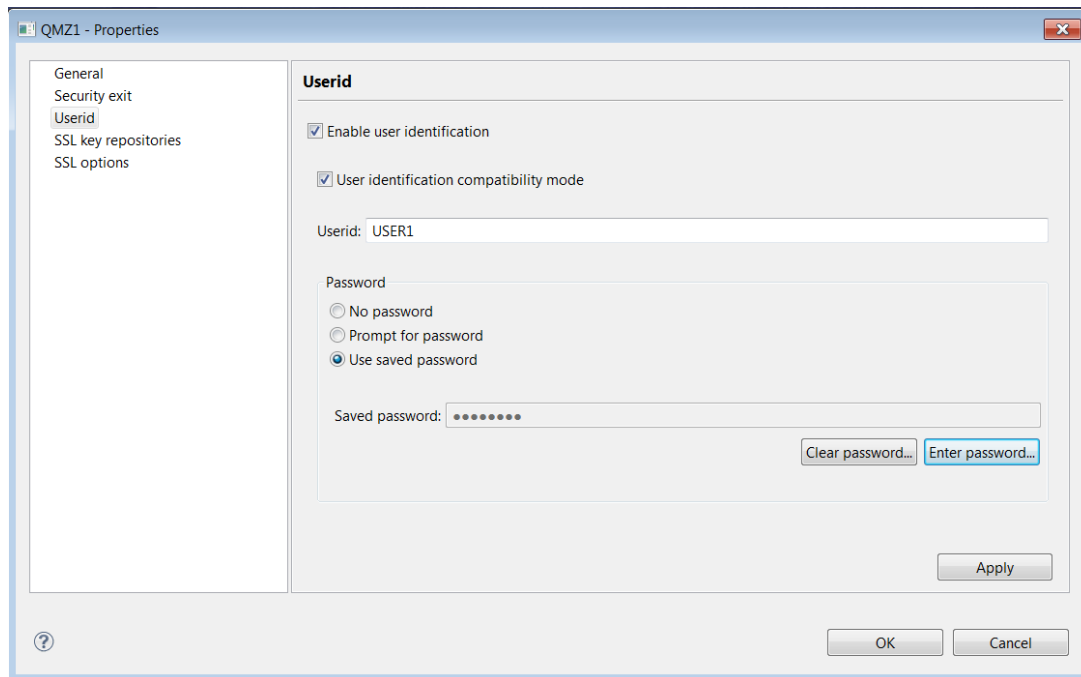 QMZ1 - Properties
General
Security exit
Userid
SSL key repositories
SSL options
Userid
Enable user identification
User identification compatibility mode
Userid: USER1
Password
No password
Prompt for password
Use saved password
Saved password: ●●●●●●●●
Clear password... Enter password...
Apply
?
OK Cancel